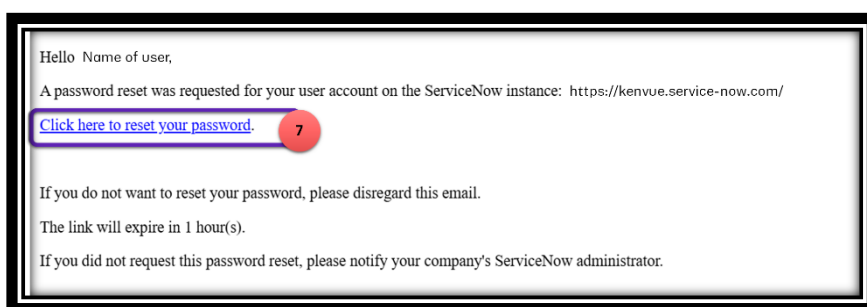 Hello Name of user,
A password reset was requested for your user account on the ServiceNow instance: https://kenvue.service-now.com/
Click here to reset your password. 7
If you do not want to reset your password, please disregard this email.
The link will expire in 1 hour(s).
If you did not request this password reset, please notify your company's ServiceNow administrator.